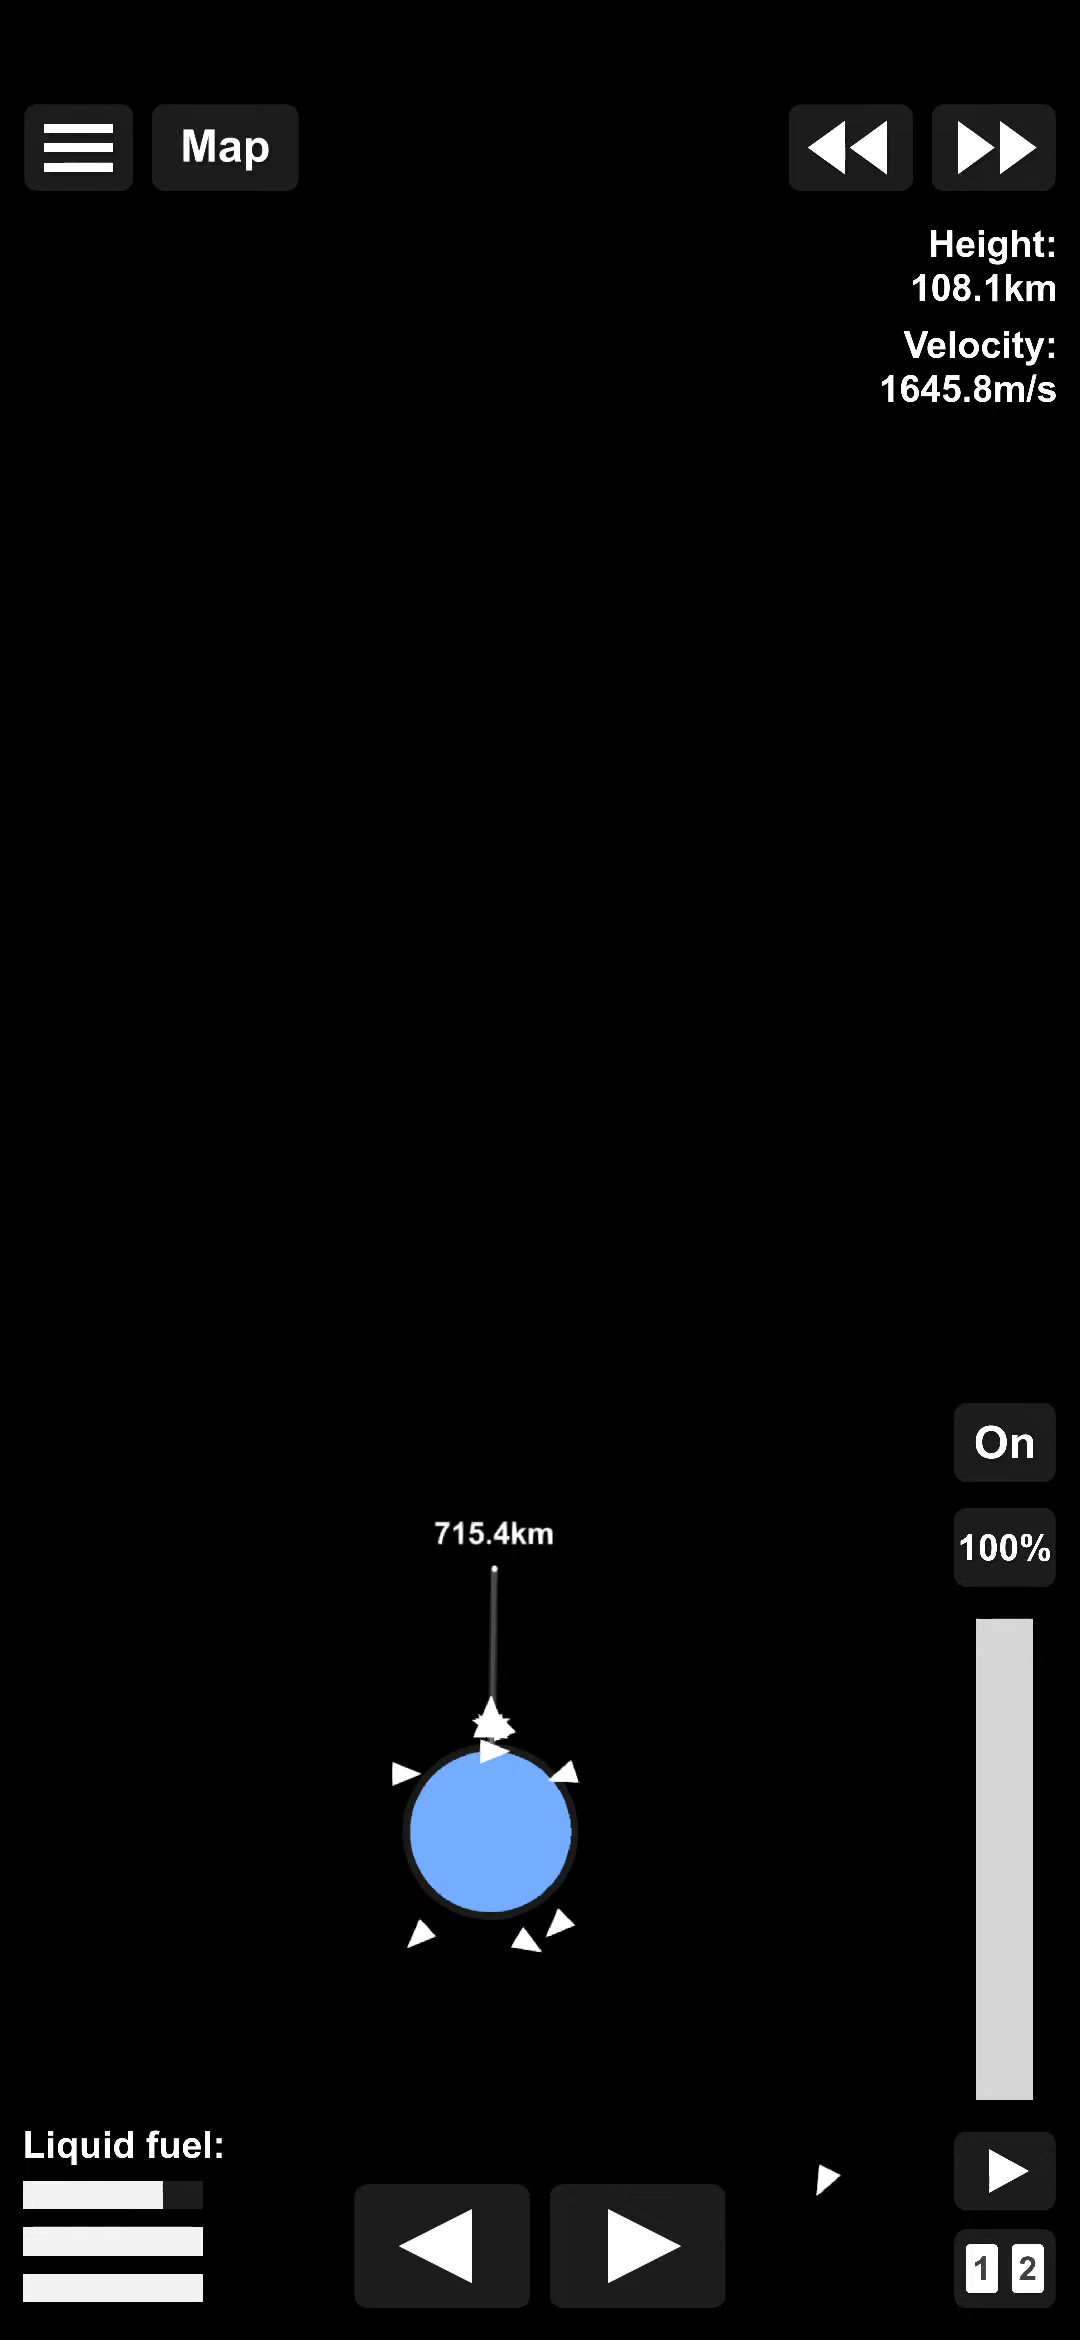 Map
Height:
108.1km
Velocity:
1645.8m/s
On
715.4km
100%
Liquid fuel:
1 2